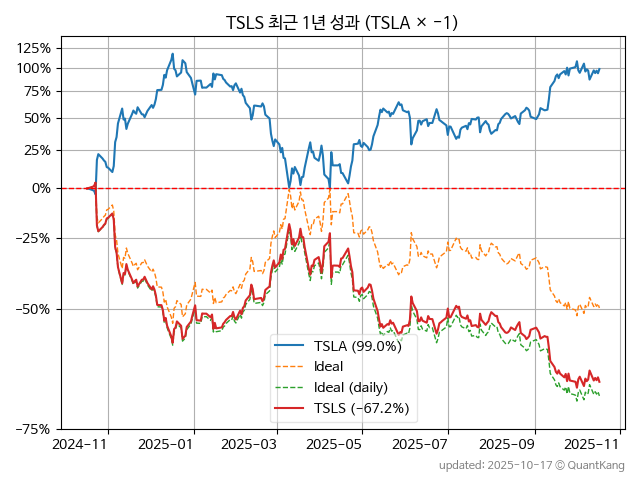 TSLS 최근 1년 성과 (TSLA × −1)
125%
100%
75%
50%
25%
0%
−25%
−50%
−75%
TSLA (99.0%)
Ideal
Ideal (daily)
TSLS (−67.2%)
2024−11
2025−01
2025−03
2025−05
2025−07
2025−09
2025−11
updated: 2025-10-17 ⓒ QuantKang